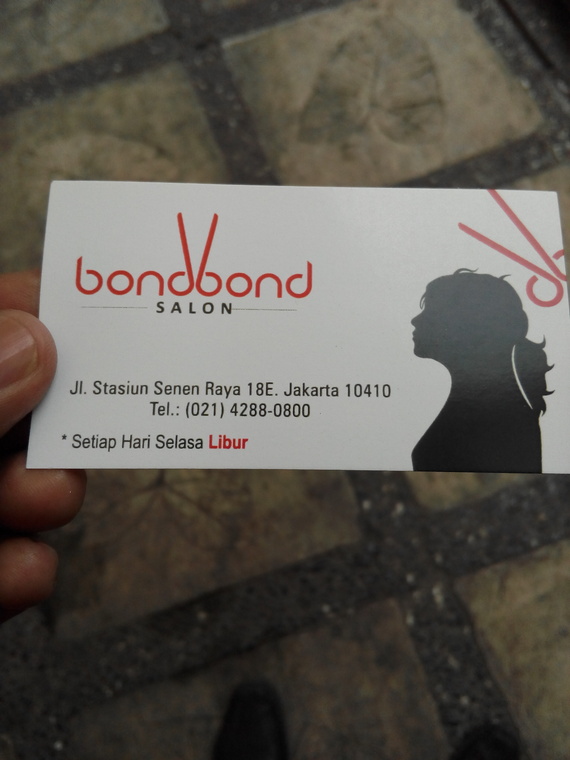 bondbond
SALON
Jl. Stasiun Senen Raya 18E. Jakarta 10410
Tel.: (021) 4288-0800
* Setiap Hari Selasa Libur